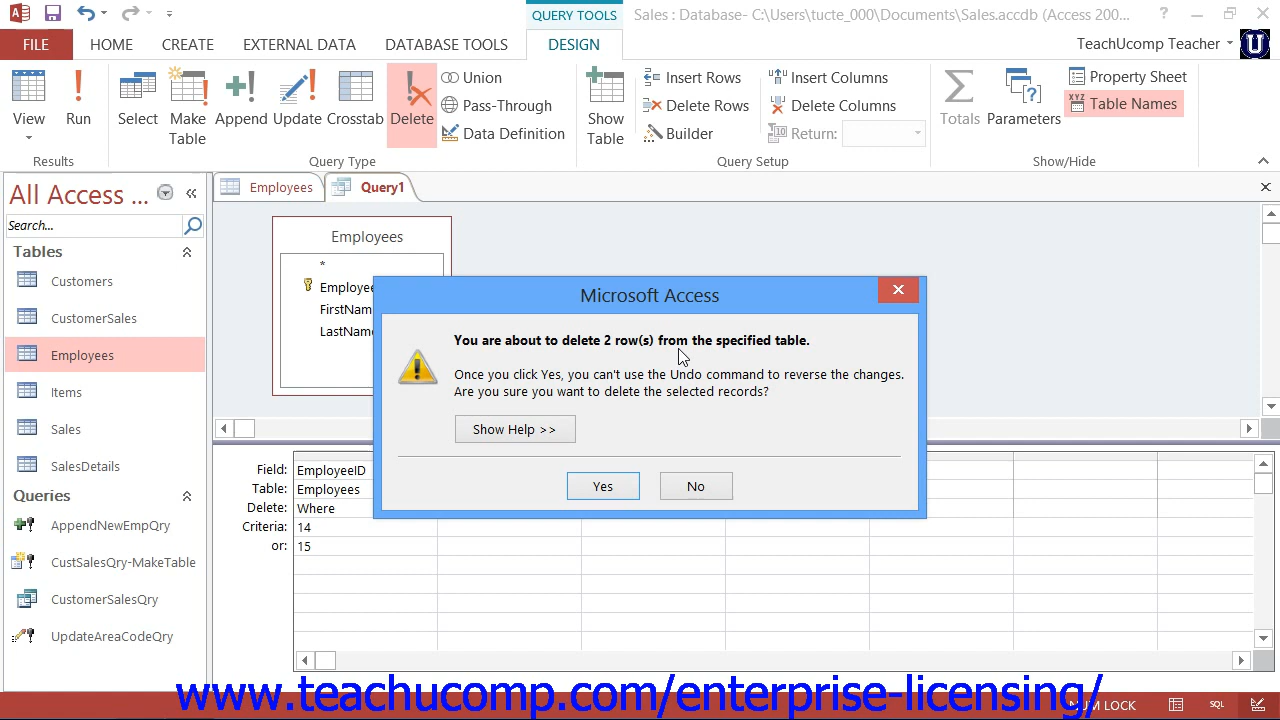 QUERY TOOLS
Sales : Database- C:\Users\tucte_000\Documents\Sales.accdb (Access 200...
?
FILE
HOME
CREATE
EXTERNAL DATA
DATABASE TOOLS
DESIGN
TeachUcomp Teacher
View
Run
Select
Make Table
Append
Update
Crosstab
Delete
Union
Pass-Through
Data Definition
Show Table
Insert Rows
Delete Rows
Builder
Insert Columns
Delete Columns
Return:
Totals
Parameters
Property Sheet
XYZ Table Names
Results
Query Type
Query Setup
Show/Hide
All Access ...
Search...
Tables
Customers
CustomerSales
Employees
Items
Sales
SalesDetails
Queries
AppendNewEmpQry
CustSalesQry-MakeTable
CustomerSalesQry
UpdateAreaCodeQry
Employees
Query1
Employees
*
Employee
FirstNam
LastName
Microsoft Access
You are about to delete 2 row(s) from the specified table.
Once you click Yes, you can't use the Undo command to reverse the changes.
Are you sure you want to delete the selected records?
Show Help >>
Yes
No
Field: EmployeeID
Table: Employees
Delete: Where
Criteria: 14
or: 15
www.teachucomp.com/enterprise-licensing/
NUM LOCK
SQL